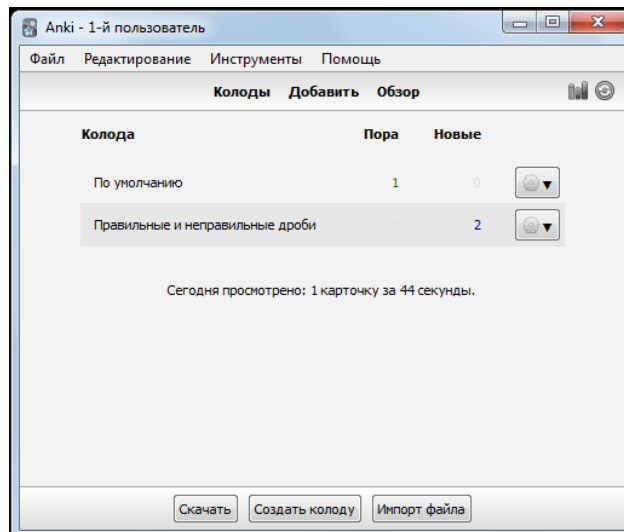 Anki - 1-й пользователь
Файл Редактирование Инструменты Помощь
Колоды Добавить Обзор
Колода Пора Новые
По умолчанию 1 0
Правильные и неправильные дроби 0 2
Сегодня просмотрено: 1 карточку за 44 секунды.
Скачать Создать колоду Импорт файла